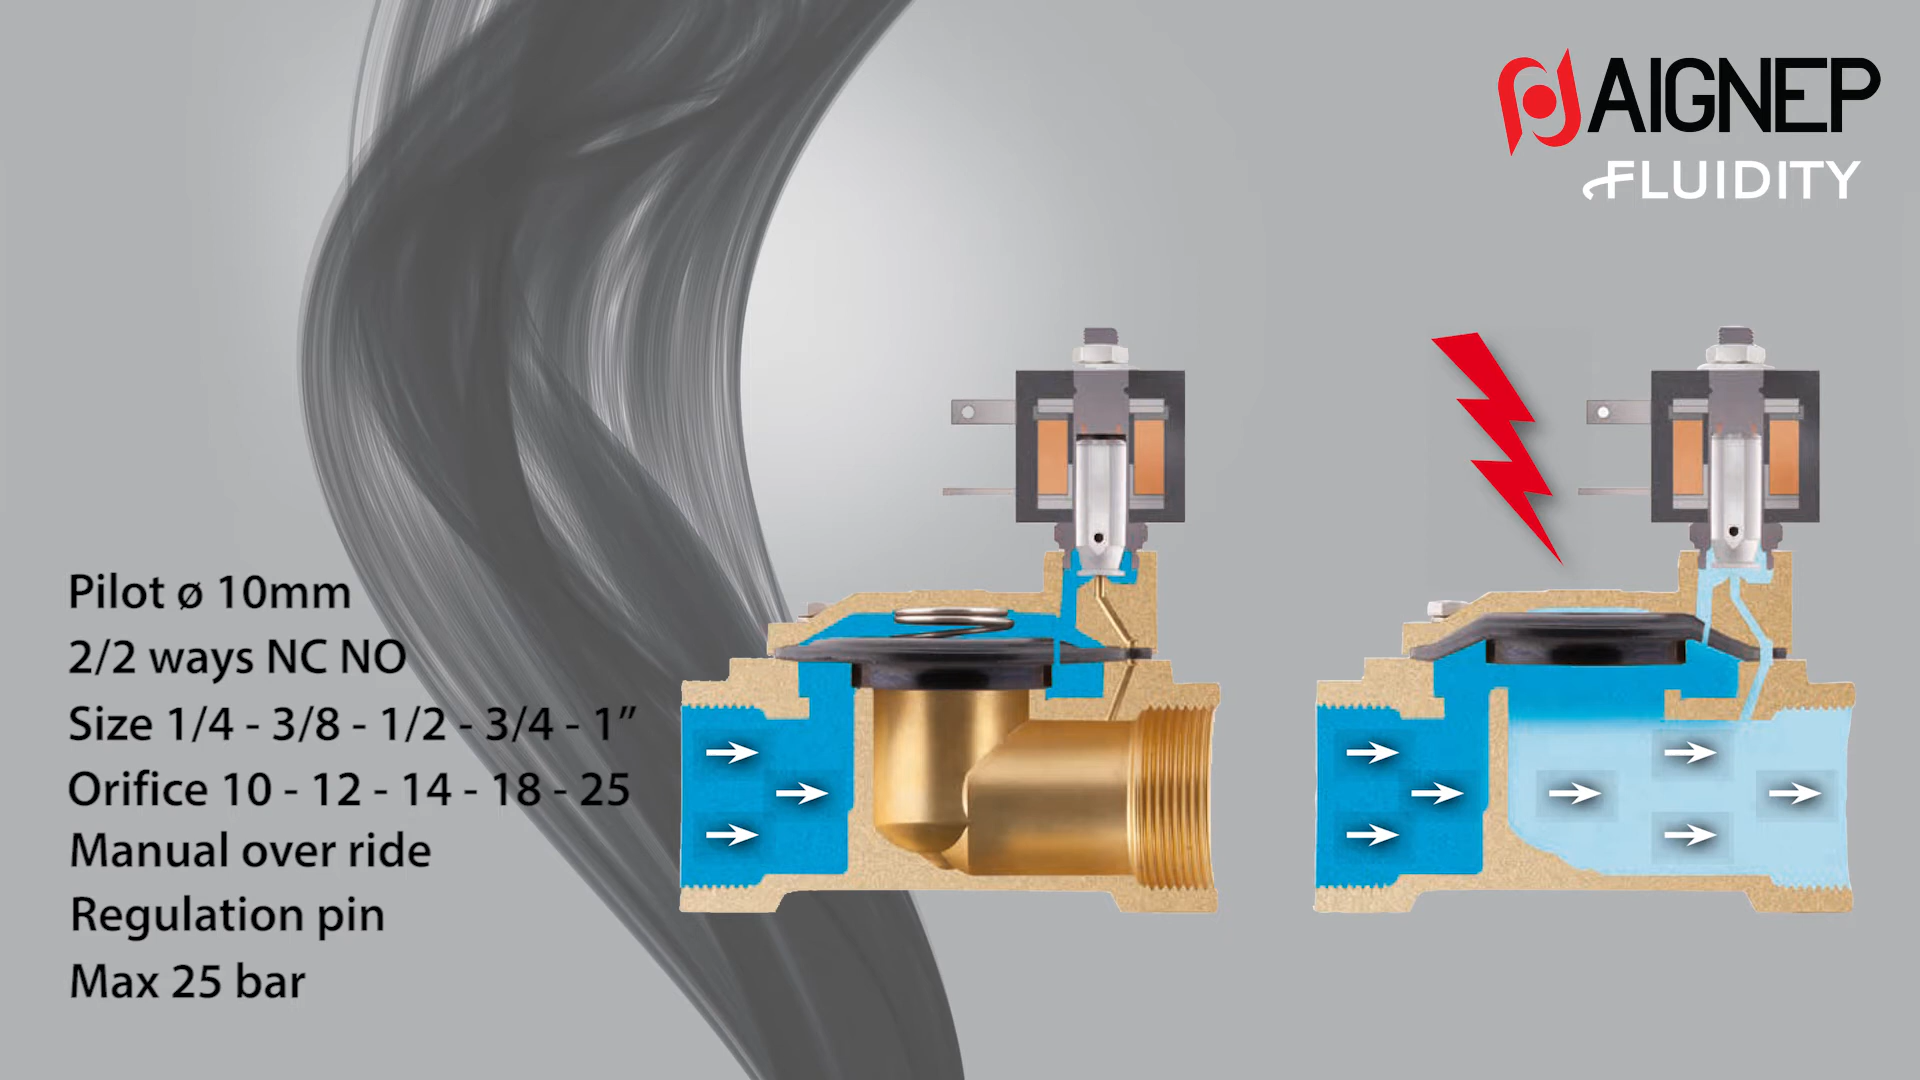 AIGNEP
FLUIDITY
Pilot ø 10mm
2/2 ways NC NO
Size 1/4 - 3/8 - 1/2 - 3/4 - 1”
Orifice 10 - 12 - 14 - 18 - 25
Manual over ride
Regulation pin
Max 25 bar